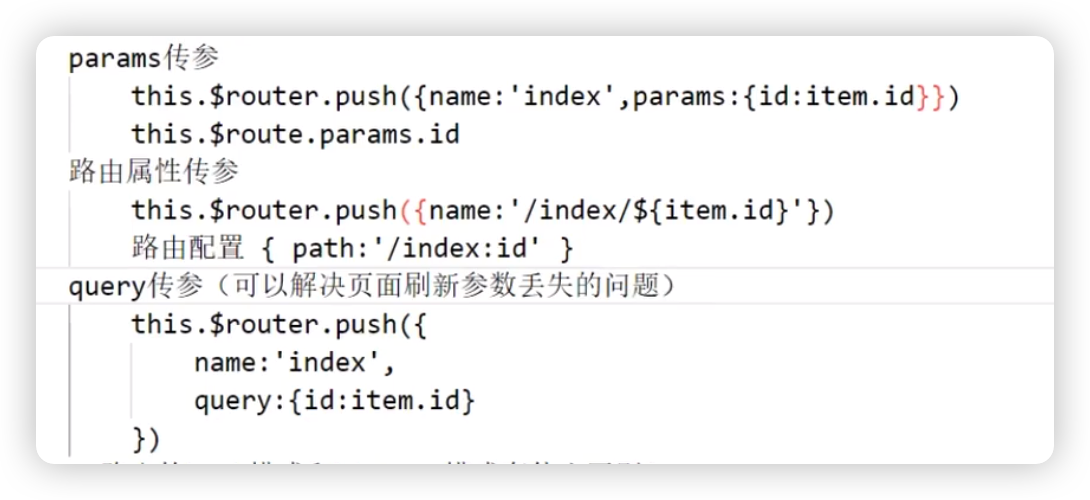 params传参
this.$router.push({name:'index',params:{id:item.id}})
this.$route.params.id
路由属性传参
this.$router.push({name:'/index/${item.id}'})
路由配置 { path:'/index:id' }
query传参（可以解决页面刷新参数丢失的问题）
this.$router.push({
name:'index',
query:{id:item.id}
})